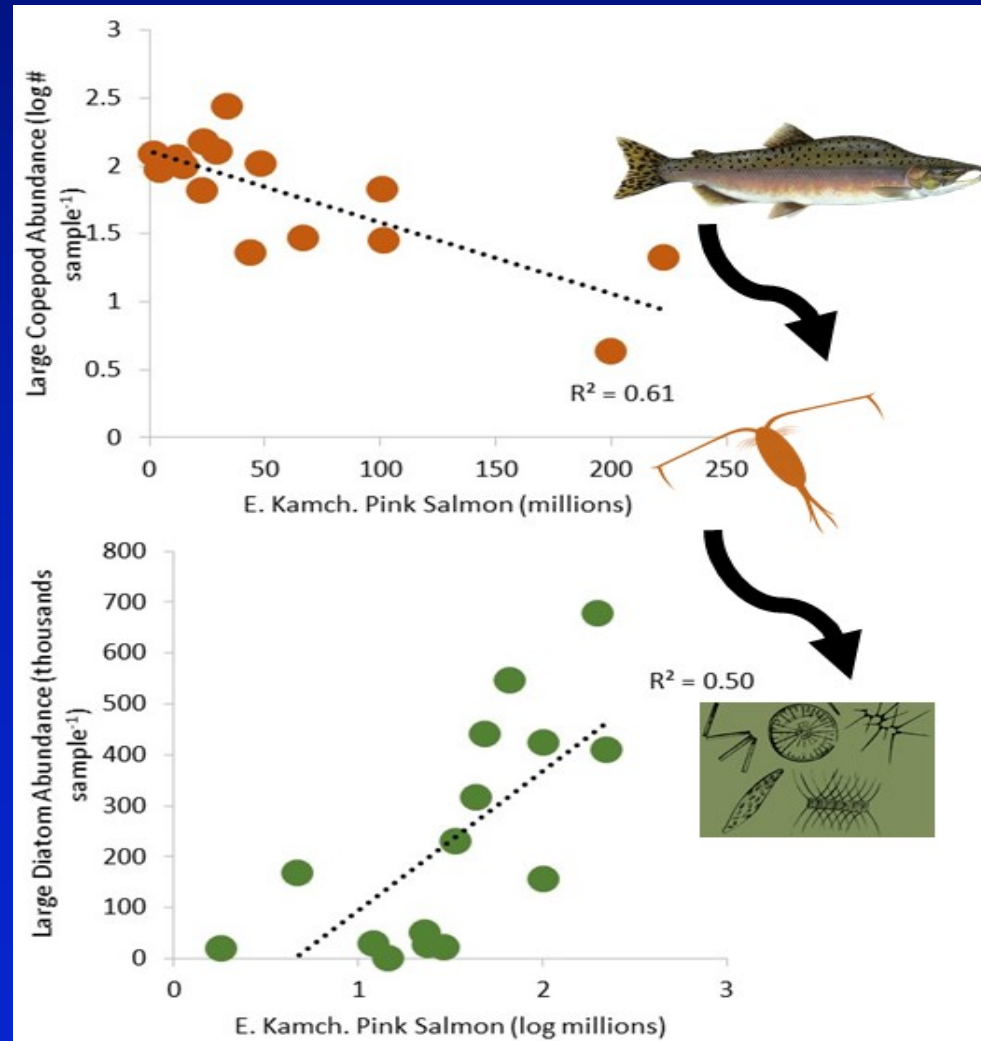 Large Copepod Abundance (log #
sample⁻¹)
3
2.5
2
1.5
1
0.5
0
0 50 100 150 200 250
R² = 0.61
E. Kamch. Pink Salmon (millions)
Large Diatom Abundance (thousands
sample⁻¹)
800
700
600
500
400
300
200
100
0
R² = 0.50
0 1 2 3
E. Kamch. Pink Salmon (log millions)